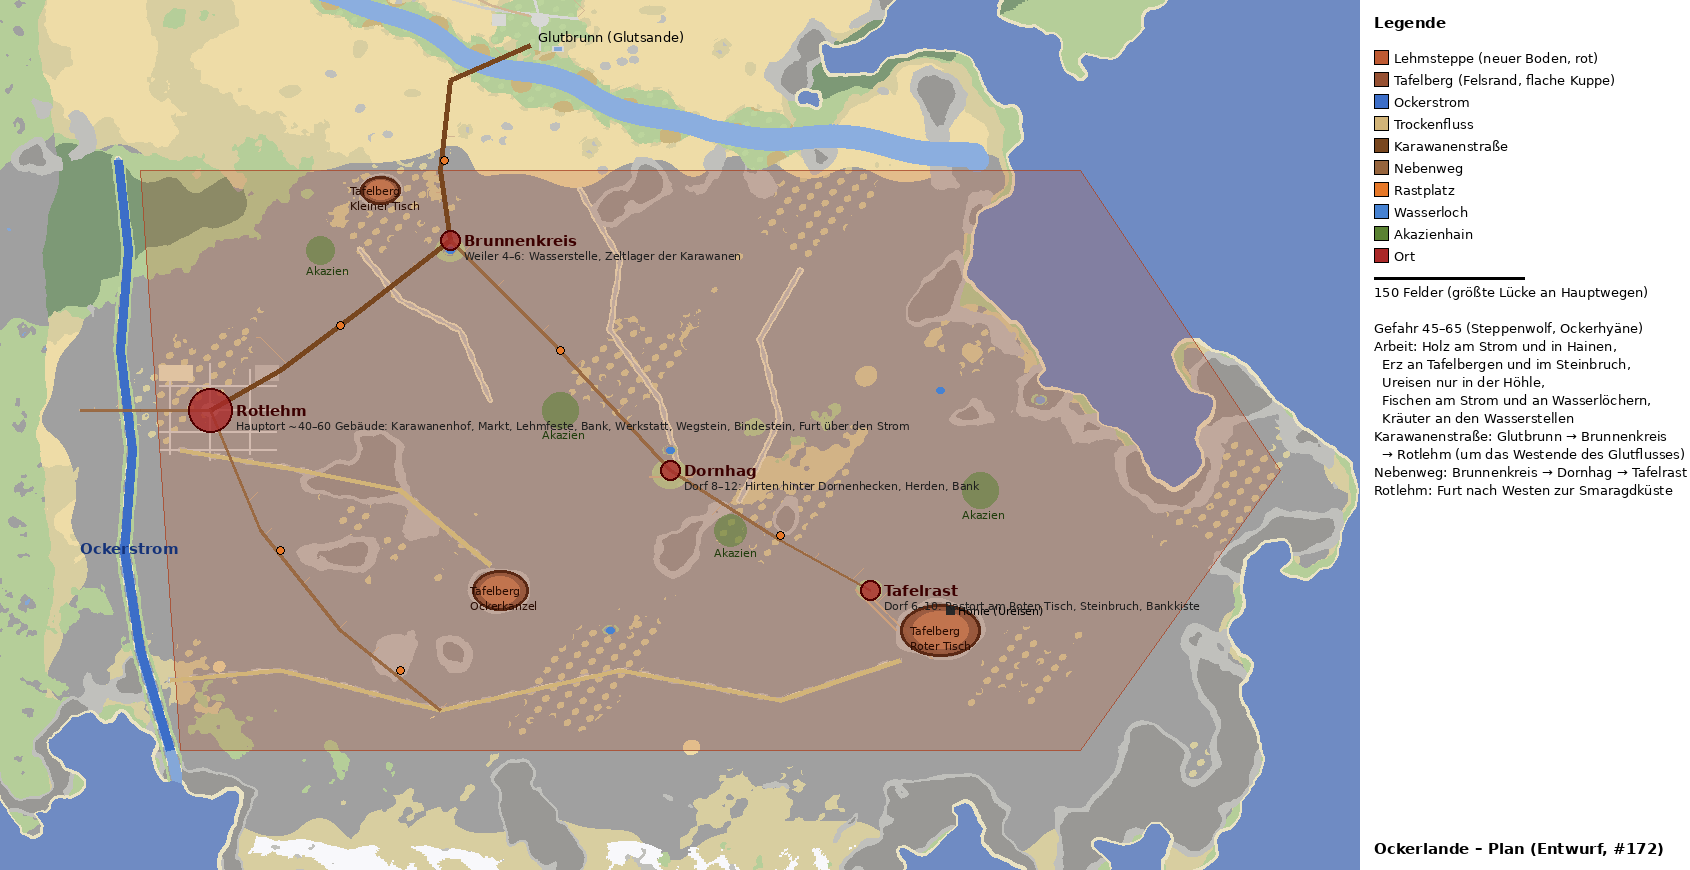 Glutbrunn (Glutsande)
Tafelberg
Kleiner Tisch
Brunnenkreis
Weiler 4–6: Wasserstelle, Zeltlager der Karawanen
Akazien
Rotlehm
Hauptort ~40–60 Gebäude: Karawanenhof, Markt, Lehmfeste, Bank, Werkstatt, Wegstein, Bindestein, Furt über den Strom
Akazien
Dornhag
Dorf 8–12: Hirten hinter Dornenhecken, Herden, Bank
Akazien
Akazien
Ockerstrom
Tafelberg
Ockerkanzel
Tafelrast
Dorf 6–10: Rastort am Roten Tisch, Steinbruch, Bankkiste
Höhle (Ureisen)
Tafelberg
Roter Tisch
Legende
Lehmsteppe (neuer Boden, rot)
Tafelberg (Felsrand, flache Kuppe)
Ockerstrom
Trockenfluss
Karawanenstraße
Nebenweg
Rastplatz
Wasserloch
Akazienhain
Ort
150 Felder (größte Lücke an Hauptwegen)
Gefahr 45–65 (Steppenwolf, Ockerhyäne)
Arbeit: Holz am Strom und in Hainen,
Erz an Tafelbergen und im Steinbruch,
Ureisen nur in der Höhle,
Fischen am Strom und an Wasserlöchern,
Kräuter an den Wasserstellen
Karawanenstraße: Glutbrunn → Brunnenkreis
→ Rotlehm (um das Westende des Glutflusses)
Nebenweg: Brunnenkreis → Dornhag → Tafelrast
Rotlehm: Furt nach Westen zur Smaragdküste
Ockerlande – Plan (Entwurf, #172)